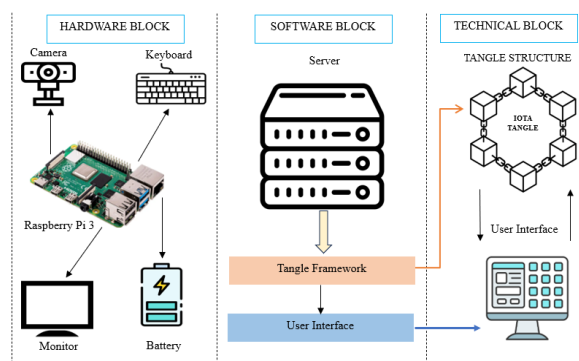 HARDWARE BLOCK
Camera
Keyboard
Raspberry Pi 3
Monitor
Battery
SOFTWARE BLOCK
Server
Tangle Framework
User Interface
TECHNICAL BLOCK
TANGLE STRUCTURE
IOTA
TANGLE
User Interface